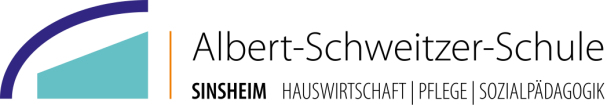 Albert-Schweitzer-Schule
SINSHEIM HAUSWIRTSCHAFT | PFLEGE | SOZIALPÄDAGOGIK